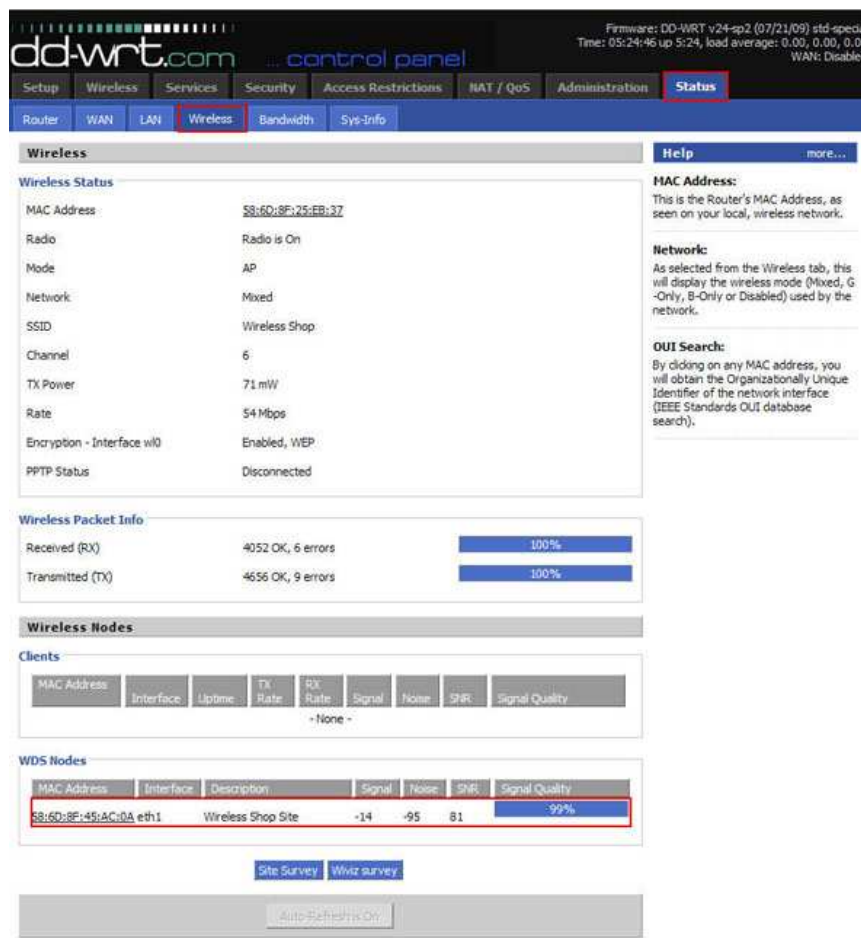 Firmware: DD-WRT v24-sp2 (07/21/09) std-speci
Time: 05:24:46 up 5:24, load average: 0.00, 0.00, 0.0
WAN: Disable
dd-wrt.com ... control panel
Setup Wireless Services Security Access Restrictions NAT / QoS Administration Status
Router WAN LAN Wireless Bandwidth Sys-Info
Wireless
Wireless Status
MAC Address 58:6D:8F:25:EB:37
Radio Radio is On
Mode AP
Network Mixed
SSID Wireless Shop
Channel 6
TX Power 71 mW
Rate 54 Mbps
Encryption - Interface wl0 Enabled, WEP
PPTP Status Disconnected
Wireless Packet Info
Received (RX) 4052 OK, 6 errors 100%
Transmitted (TX) 4656 OK, 9 errors 100%
Wireless Nodes
Clients
MAC Address Interface Uptime TX Rate RX Rate Signal Noise SNR Signal Quality
- None -
WDS Nodes
MAC Address Interface Description Signal Noise SNR Signal Quality
58:6D:8F:45:AC:0A eth1 Wireless Shop Site -14 -95 81 99%
Site Survey Wiviz survey
Auto-Refresh is On
Help more...
MAC Address:
This is the Router's MAC Address, as
seen on your local, wireless network.
Network:
As selected from the Wireless tab, this
will display the wireless mode (Mixed, G
-Only, B-Only or Disabled) used by the
network.
OUI Search:
By clicking on any MAC address, you
will obtain the Organizationally Unique
Identifier of the network interface
(IEEE Standards OUI database
search).